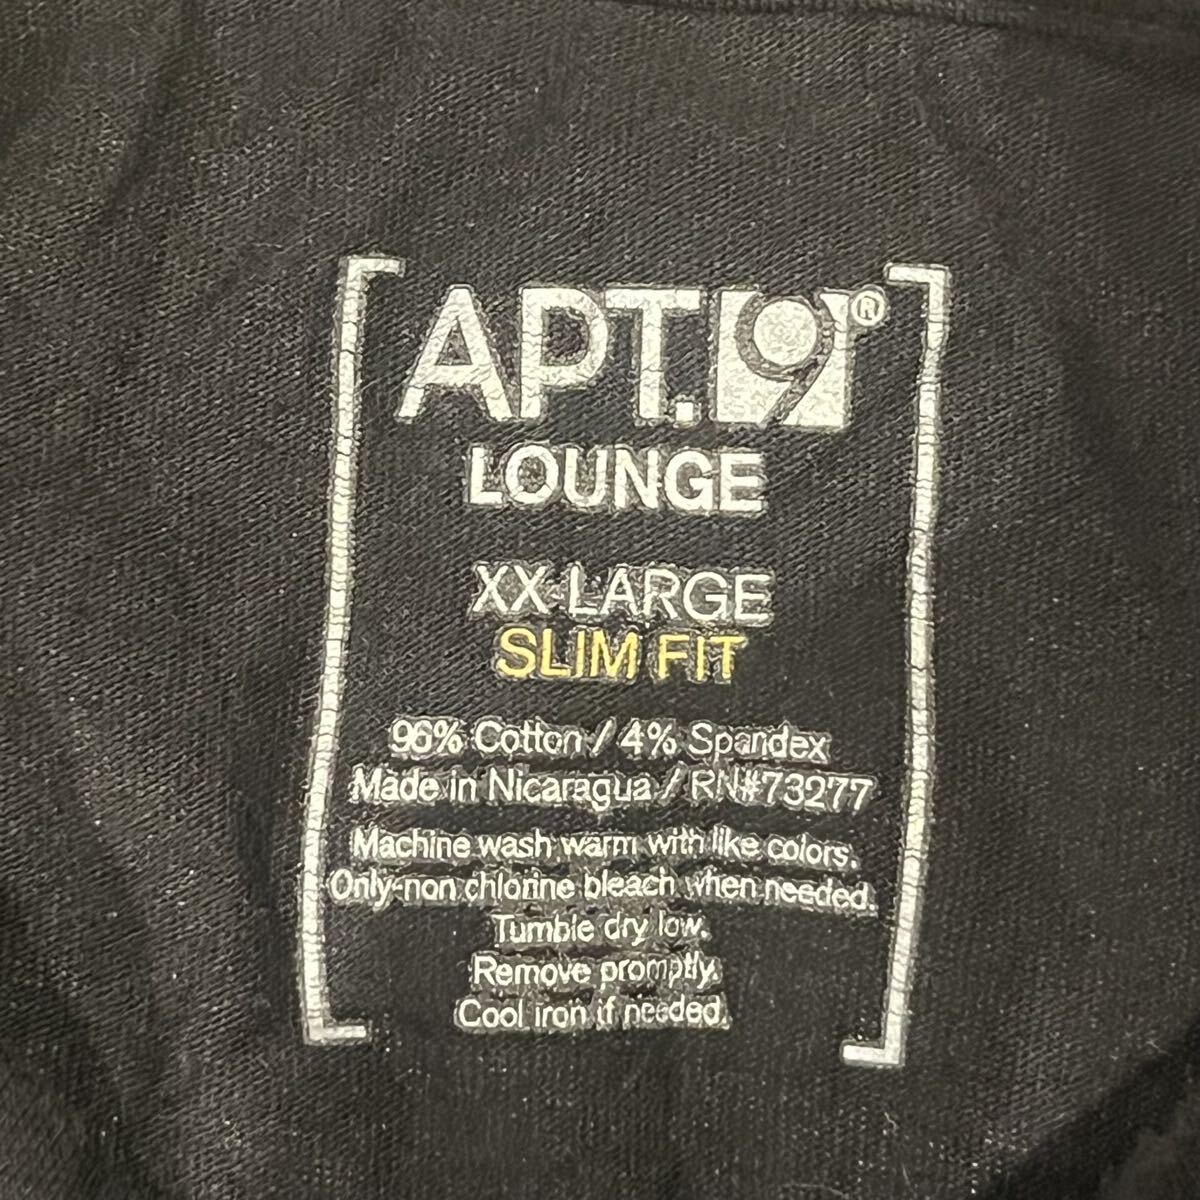 APT. 9®
LOUNGE
XX-LARGE
SLIM FIT
96% Cotton / 4% Spandex
Made in Nicaragua / RN#73277
Machine wash warm with like colors.
Only-non chlorine bleach when needed.
Tumble dry low.
Remove promptly.
Cool iron if needed.